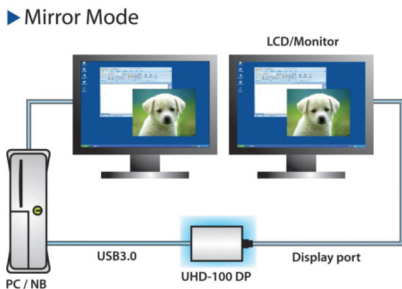 Mirror Mode
LCD/Monitor
USB3.0
Display port
UHD-100 DP
PC / NB